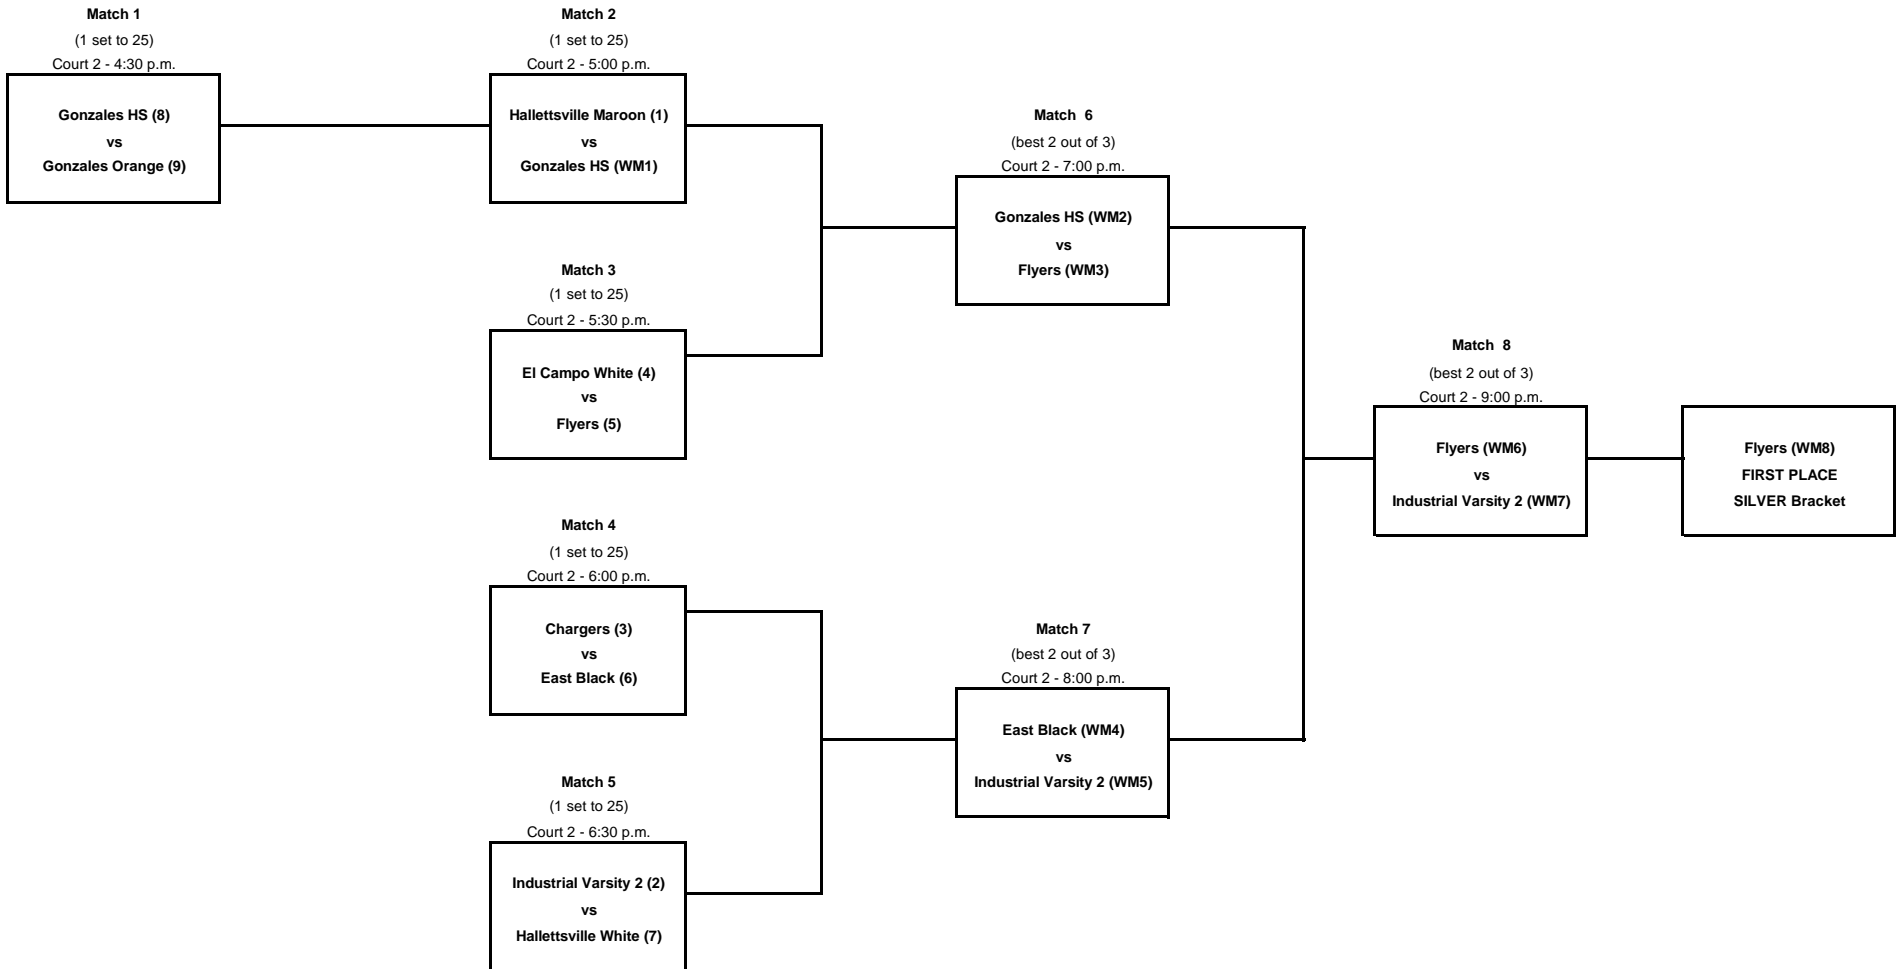 Match 1
(1 set to 25)
Court 2 - 4:30 p.m.
Gonzales HS (8)
vs
Gonzales Orange (9)
Match 2
(1 set to 25)
Court 2 - 5:00 p.m.
Hallettsville Maroon (1)
vs
Gonzales HS (WM1)
Match 3
(1 set to 25)
Court 2 - 5:30 p.m.
El Campo White (4)
vs
Flyers (5)
Match 4
(1 set to 25)
Court 2 - 6:00 p.m.
Chargers (3)
vs
East Black (6)
Match 5
(1 set to 25)
Court 2 - 6:30 p.m.
Industrial Varsity 2 (2)
vs
Hallettsville White (7)
Match 6
(best 2 out of 3)
Court 2 - 7:00 p.m.
Gonzales HS (WM2)
vs
Flyers (WM3)
Match 7
(best 2 out of 3)
Court 2 - 8:00 p.m.
East Black (WM4)
vs
Industrial Varsity 2 (WM5)
Match 8
(best 2 out of 3)
Court 2 - 9:00 p.m.
Flyers (WM6)
vs
Industrial Varsity 2 (WM7)
Flyers (WM8)
FIRST PLACE
SILVER Bracket